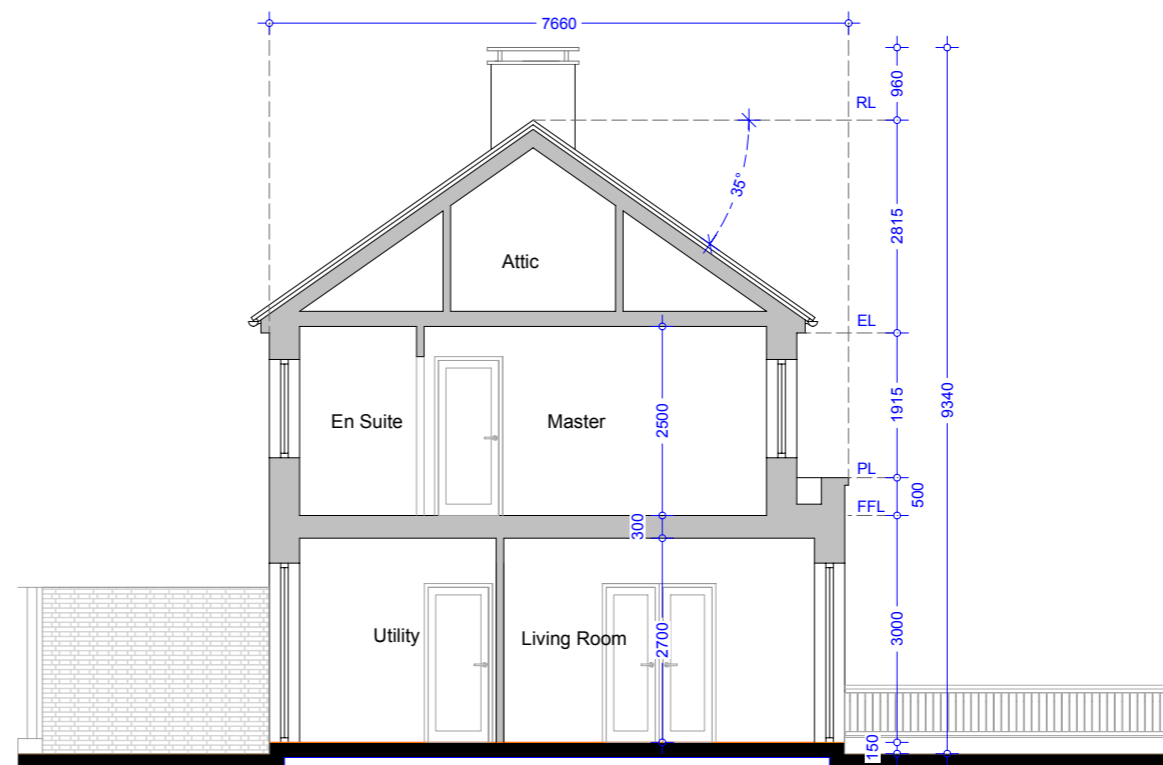 7660
960
RL
35°
2815
Attic
EL
1915
9340
2500
En Suite
Master
PL
500
FFL
300
3000
Utility
Living Room
2700
150